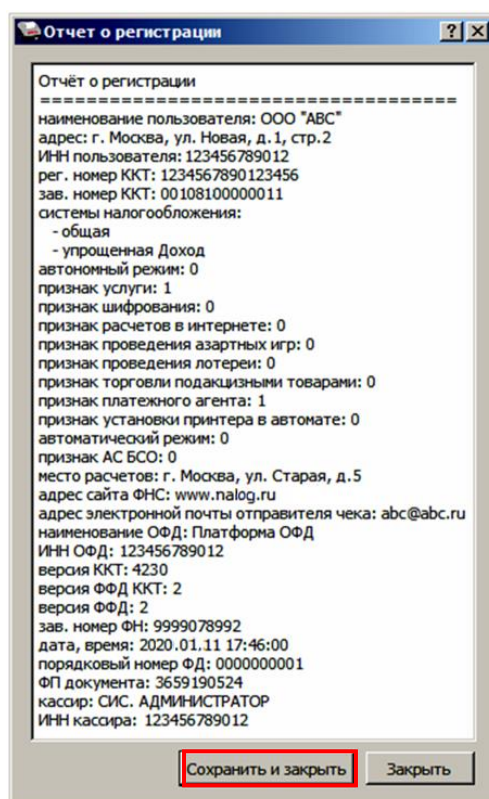 Отчет о регистрации
Отчёт о регистрации
====================================
наименование пользователя: ООО "АВС"
адрес: г. Москва, ул. Новая, д.1, стр.2
ИНН пользователя: 123456789012
рег. номер ККТ: 1234567890123456
зав. номер ККТ: 00108100000011
системы налогообложения:
- общая
- упрощенная Доход
автономный режим: 0
признак услуги: 1
признак шифрования: 0
признак расчетов в интернете: 0
признак проведения азартных игр: 0
признак проведения лотереи: 0
признак торговли подакцизными товарами: 0
признак платежного агента: 1
признак установки принтера в автомате: 0
автоматический режим: 0
признак АС БСО: 0
место расчетов: г. Москва, ул. Старая, д.5
адрес сайта ФНС: www.nalog.ru
адрес электронной почты отправителя чека: abc@abc.ru
наименование ОФД: Платформа ОФД
ИНН ОФД: 123456789012
версия ККТ: 4230
версия ФФД ККТ: 2
версия ФФД: 2
зав. номер ФН: 9999078992
дата, время: 2020.01.11 17:46:00
порядковый номер ФД: 0000000001
ФП документа: 3659190524
кассир: СИС. АДМИНИСТРАТОР
ИНН кассира: 123456789012
Сохранить и закрыть
Закрыть